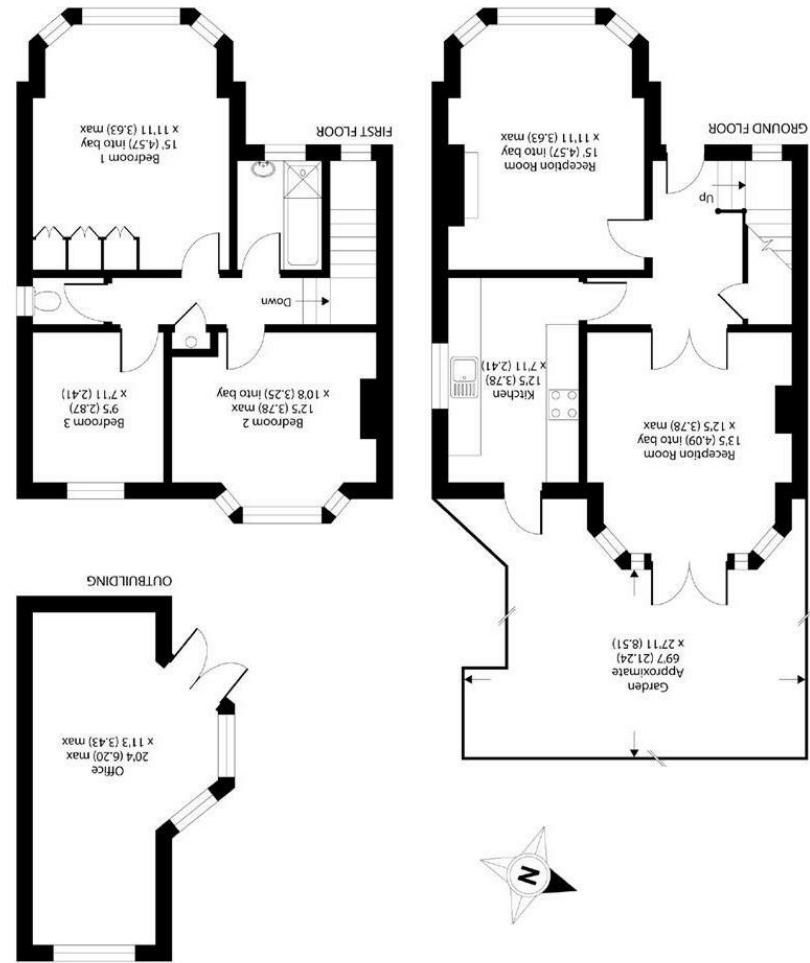 Garden
Approximate
69'7 (21.24)
x 27'11 (8.51)
Reception Room
13'5 (4.09) into bay
x 12'5 (3.78)
Kitchen
12'5 (3.78)
x 7'11 (2.41)
Up
Reception Room
15' (4.57) into bay
x 11'11 (3.63) max
GROUND FLOOR
Bedroom 2
12'5 (3.78) max
x 10'8 (3.25) into bay
Bedroom 3
9'5 (2.87)
x 7'11 (2.41)
Down
Bedroom 1
15' (4.57) into bay
x 11'11 (3.63) max
FIRST FLOOR
Office
20'4 (6.20) max
x 11'3 (3.43) max
OUTBUILDING
N